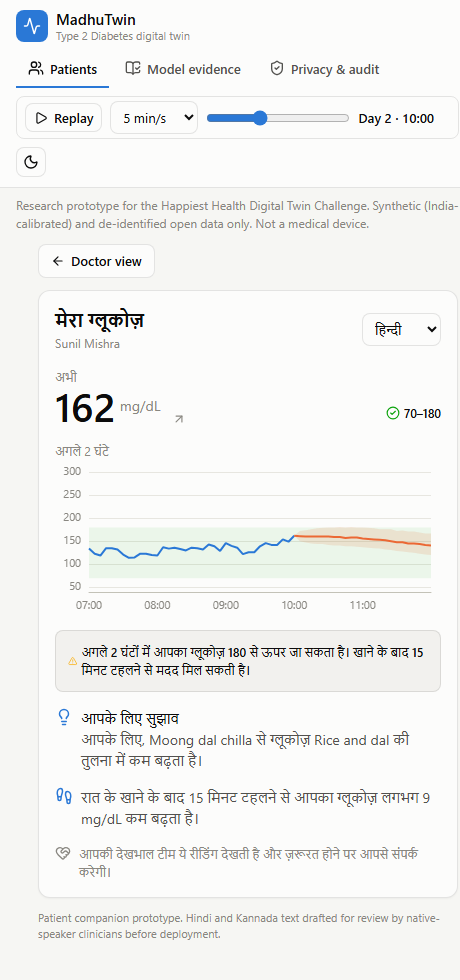 MadhuTwin
Type 2 Diabetes digital twin
Patients
Model evidence
Privacy & audit
Replay
5 min/s
Day 2 · 10:00
Research prototype for the Happiest Health Digital Twin Challenge. Synthetic (India-
calibrated) and de-identified open data only. Not a medical device.
Doctor view
मेरा ग्लूकोज़
हिन्दी
Sunil Mishra
अभी
162 mg/dL
70–180
अगले 2 घंटे
300
250
200
150
100
50
07:00 08:00 09:00 10:00 11:00
अगले 2 घंटों में आपका ग्लूकोज़ 180 से ऊपर जा सकता है। खाने के बाद 15
मिनट टहलने से मदद मिल सकती है।
आपके लिए सुझाव
आपके लिए, Moong dal chilla से ग्लूकोज़ Rice and dal की
तुलना में कम बढ़ता है।
रात के खाने के बाद 15 मिनट टहलने से आपका ग्लूकोज़ लगभग 9
mg/dL कम बढ़ता है।
आपकी देखभाल टीम ये रीडिंग देखती है और ज़रूरत होने पर आपसे संपर्क
करेगी।
Patient companion prototype. Hindi and Kannada text drafted for review by native-
speaker clinicians before deployment.